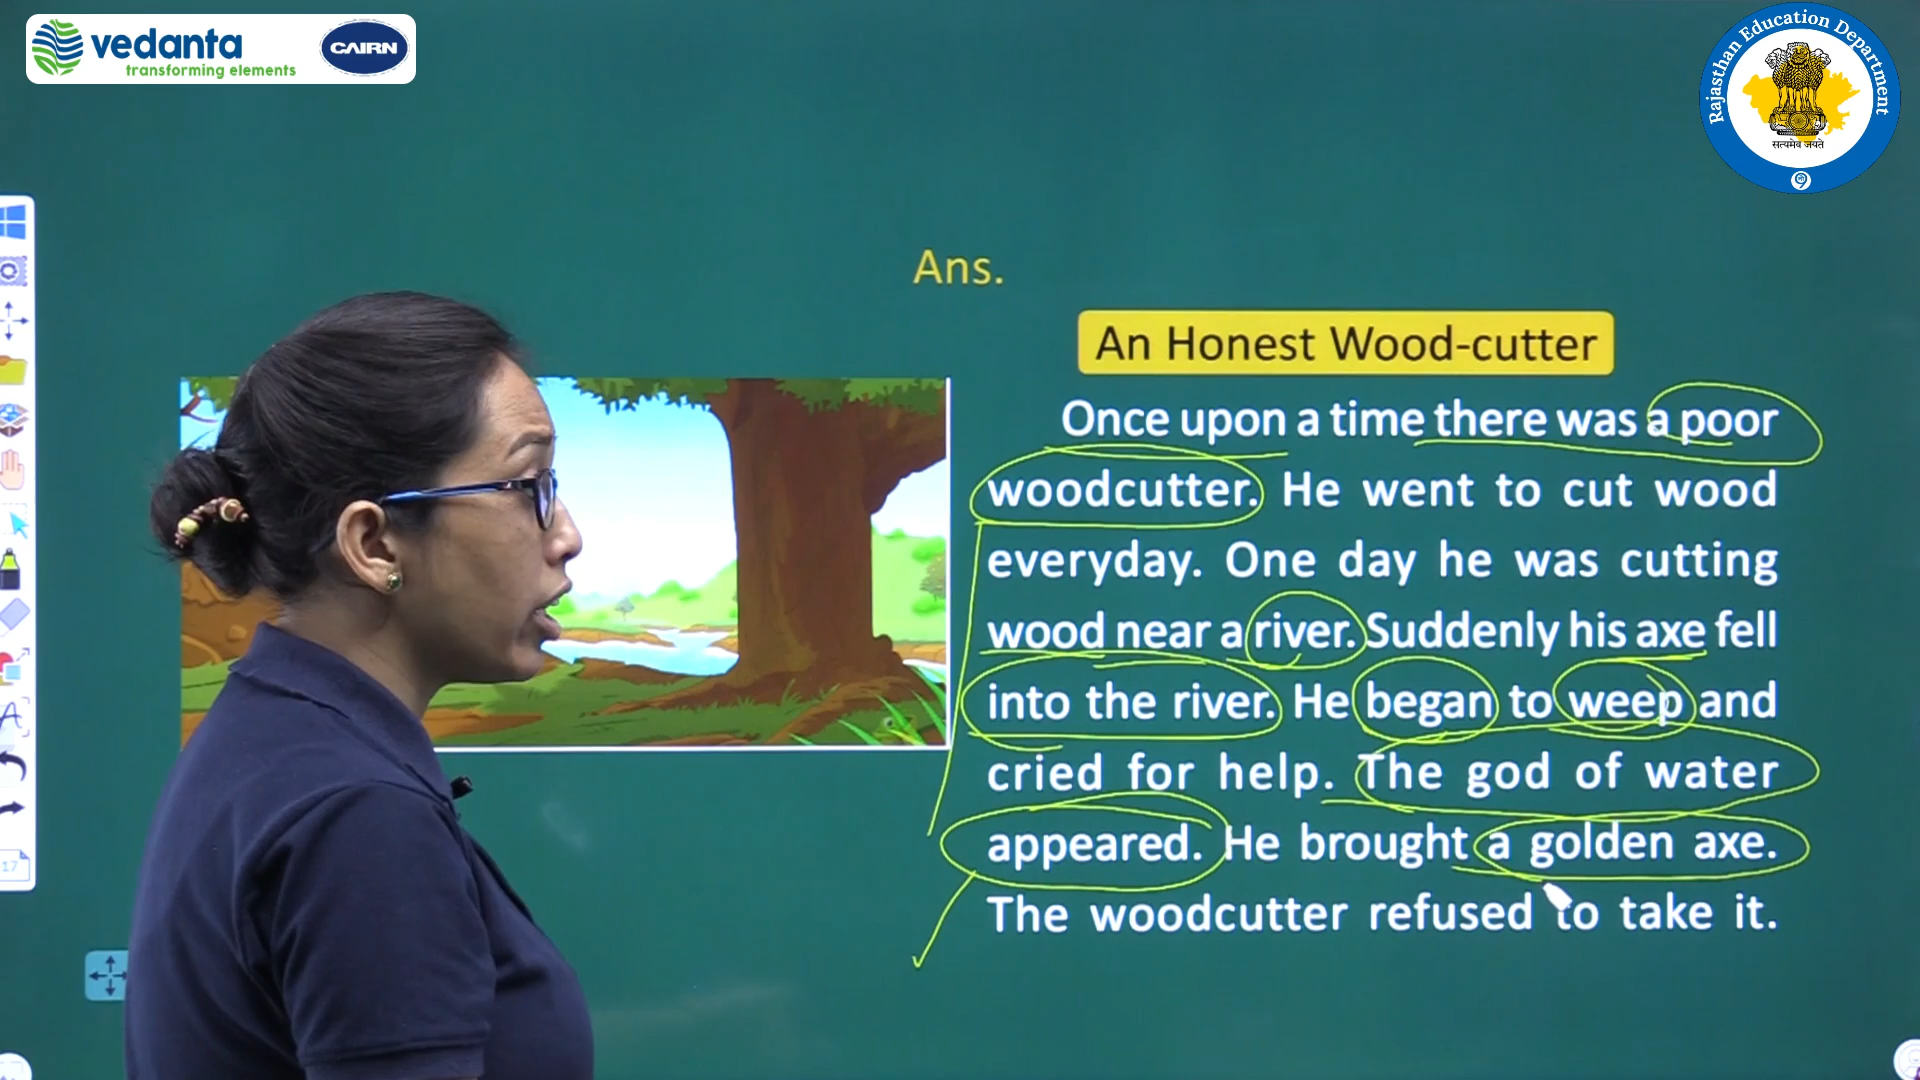 vedanta
transforming elements
CAIRN
Rajasthan Education Department
सत्यमेव जयते
Ans.
An Honest Wood-cutter
Once upon a time there was a poor
woodcutter. He went to cut wood
everyday. One day he was cutting
wood near a river. Suddenly his axe fell
into the river. He began to weep and
cried for help. The god of water
appeared. He brought a golden axe.
The woodcutter refused to take it.
17